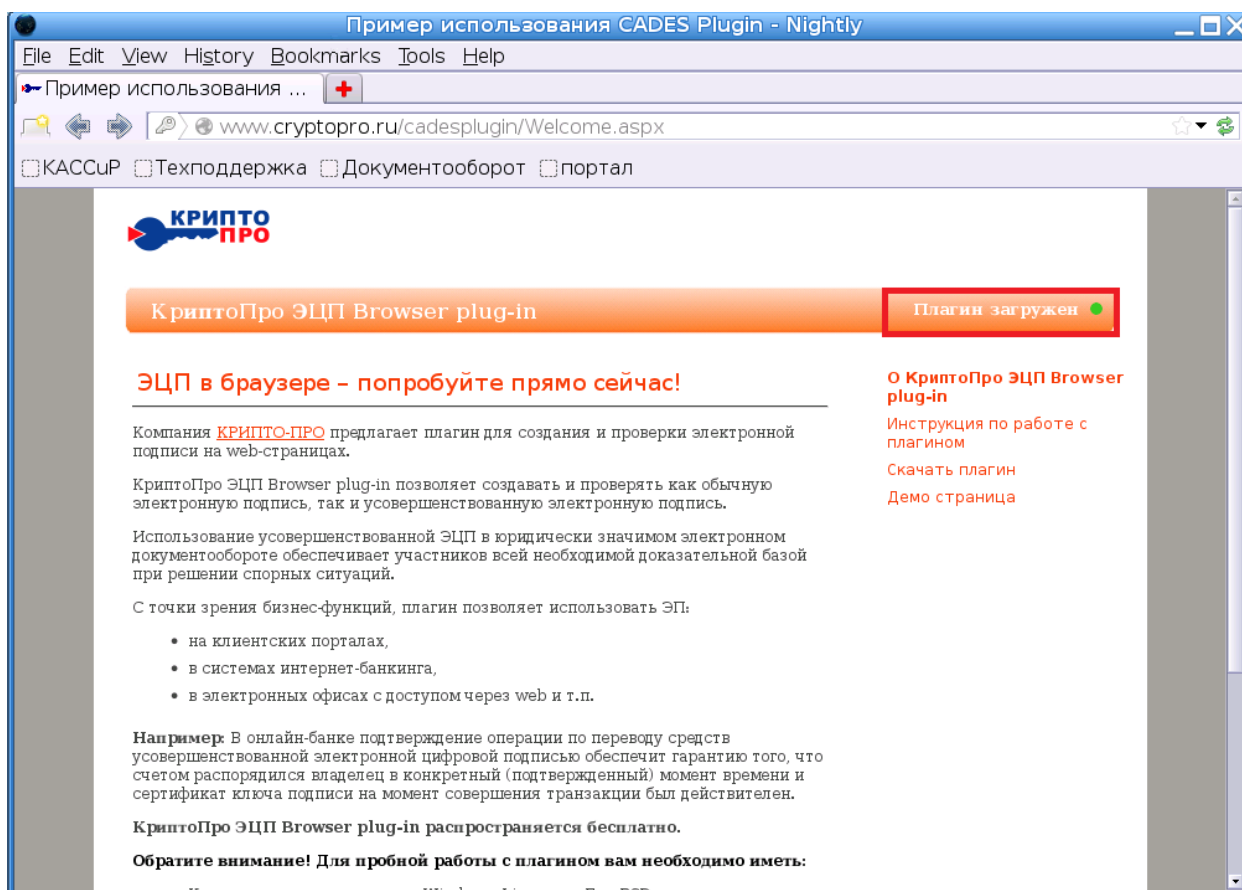 Пример использования CADES Plugin - Nightly
File Edit View History Bookmarks Tools Help
Пример использования ...
www.cryptopro.ru/cadesplugin/Welcome.aspx
KACCuP Техподдержка Документооборот портал
КРИПТО
ПРО
КриптоПро ЭЦП Browser plug-in
Плагин загружен
ЭЦП в браузере – попробуйте прямо сейчас!
Компания КРИПТО-ПРО предлагает плагин для создания и проверки электронной
подписи на web-страницах.
КриптоПро ЭЦП Browser plug-in позволяет создавать и проверять как обычную
электронную подпись, так и усовершенствованную электронную подпись.
Использование усовершенствованной ЭЦП в юридически значимом электронном
документообороте обеспечивает участников всей необходимой доказательной базой
при решении спорных ситуаций.
С точки зрения бизнес-функций, плагин позволяет использовать ЭП:
• на клиентских порталах,
• в системах интернет-банкинга,
• в электронных офисах с доступом через web и т.п.
Например: В онлайн-банке подтверждение операции по переводу средств
усовершенствованной электронной цифровой подписью обеспечит гарантию того, что
счетом распорядился владелец в конкретный (подтвержденный) момент времени и
сертификат ключа подписи на момент совершения транзакции был действителен.
КриптоПро ЭЦП Browser plug-in распространяется бесплатно.
Обратите внимание! Для пробной работы с плагином вам необходимо иметь:
О КриптоПро ЭЦП Browser
plug-in
Инструкция по работе с
плагином
Скачать плагин
Демо страница